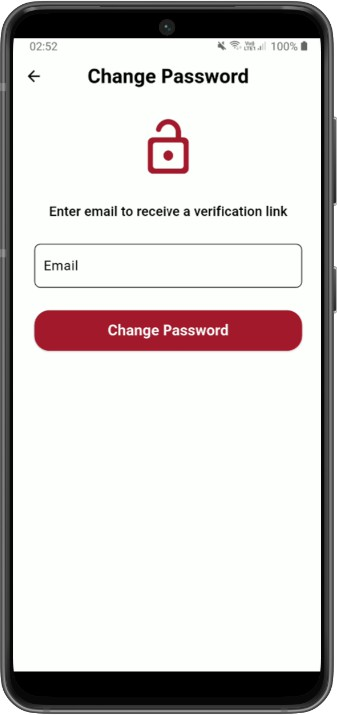 02:52 100%
Change Password
Enter email to receive a verification link
Email
Change Password